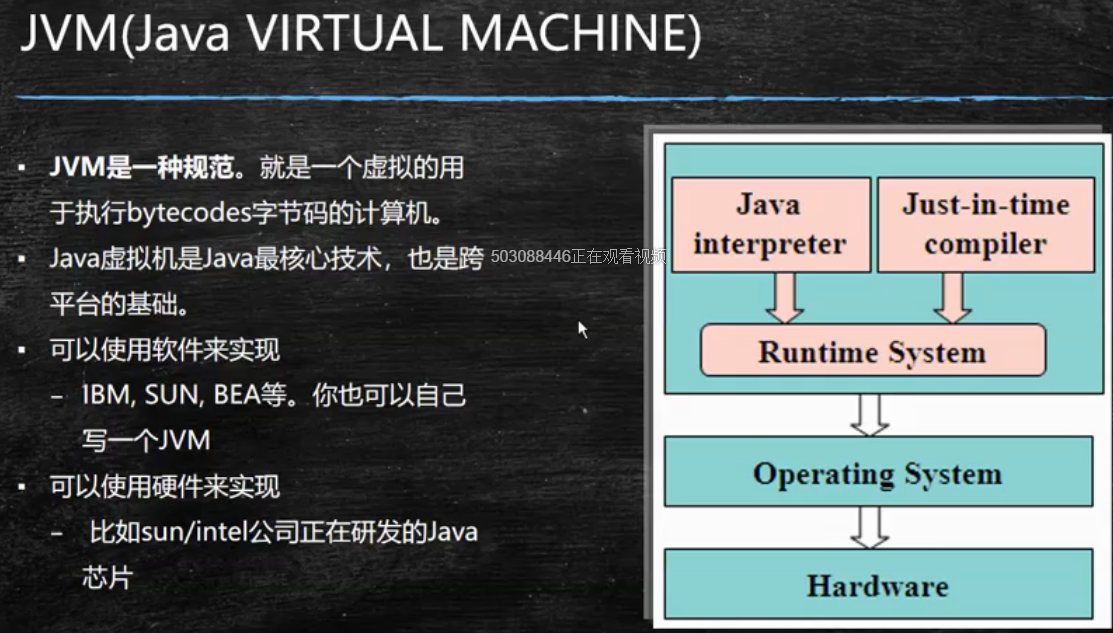 JVM(Java VIRTUAL MACHINE)
▪ JVM是一种规范。就是一个虚拟的用
于执行bytecodes字节码的计算机。
▪ Java虚拟机是Java最核心技术，也是跨
平台的基础。
▪ 可以使用软件来实现
– IBM, SUN, BEA等。你也可以自己
写一个JVM
▪ 可以使用硬件来实现
– 比如sun/intel公司正在研发的Java
芯片
503088446正在观看视频
Java
interpreter
Just-in-time
compiler
Runtime System
Operating System
Hardware